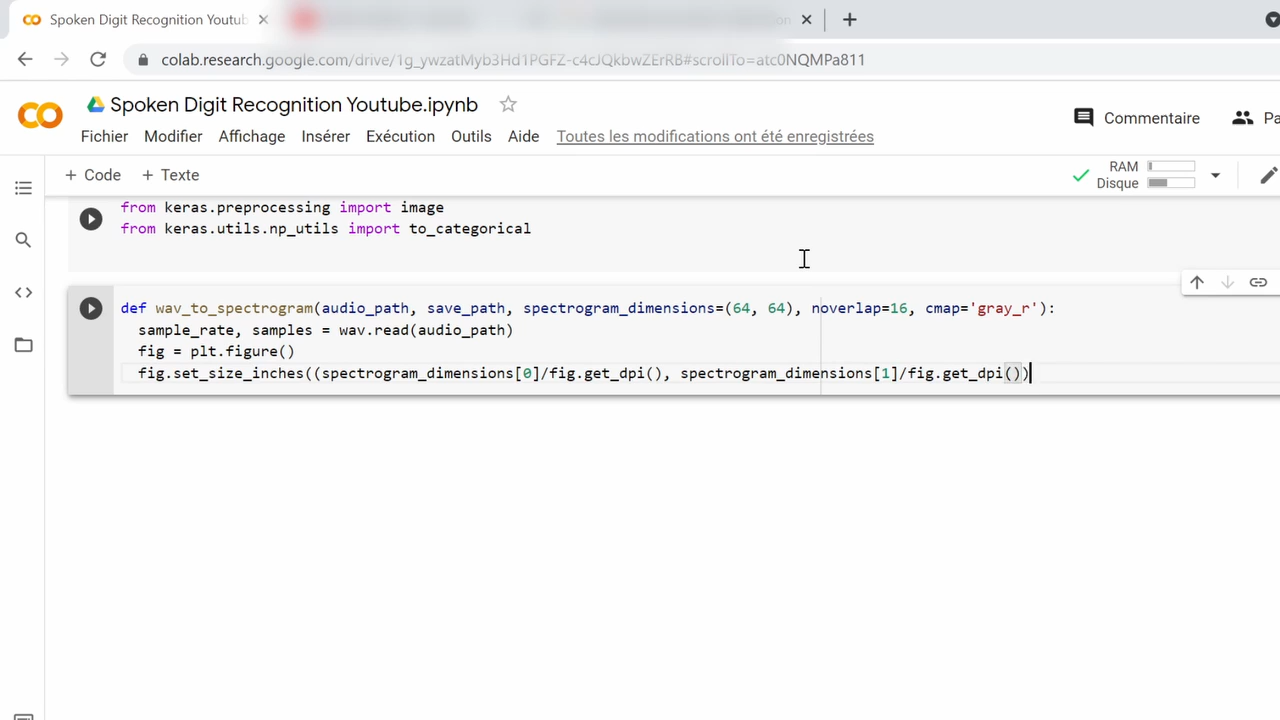 Spoken Digit Recognition Youtub
colab.research.google.com/drive/1g_ywzatMyb3Hd1PGFZ-c4cJQkbwZErRB#scrollTo=atc0NQMPa811
Spoken Digit Recognition Youtube.ipynb
Commentaire
Pa
Fichier Modifier Affichage Insérer Exécution Outils Aide Toutes les modifications ont été enregistrées
+ Code + Texte
RAM
Disque
from keras.preprocessing import image
from keras.utils.np_utils import to_categorical
def wav_to_spectrogram(audio_path, save_path, spectrogram_dimensions=(64, 64), noverlap=16, cmap='gray_r'):
sample_rate, samples = wav.read(audio_path)
fig = plt.figure()
fig.set_size_inches((spectrogram_dimensions[0]/fig.get_dpi(), spectrogram_dimensions[1]/fig.get_dpi())